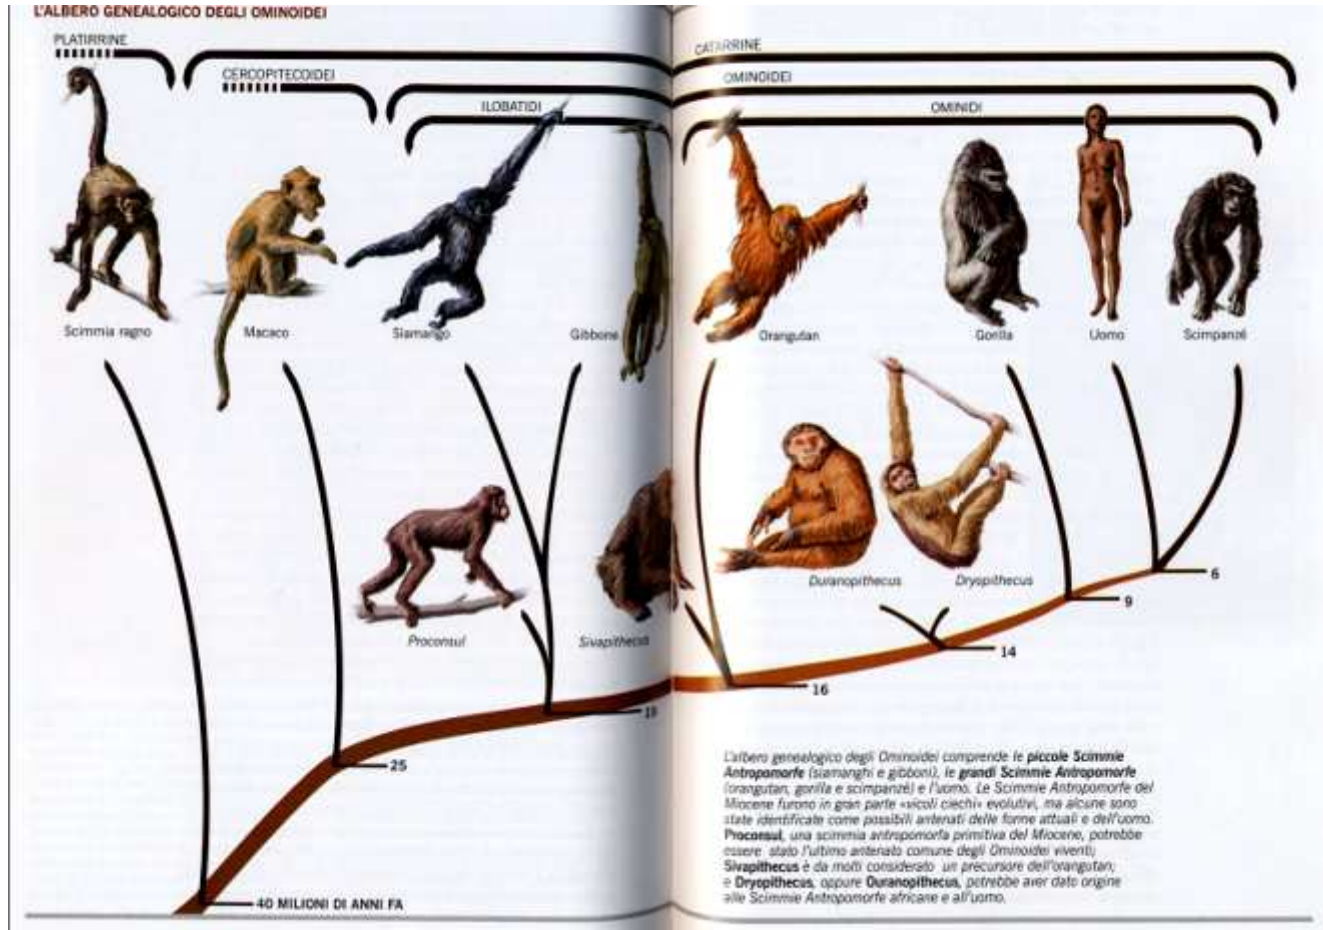 L'ALBERO GENEALOGICO DEGLI OMINOIDEI
PLATIRRINE
CATARRINE
CERCOPITECOIDEI
OMINOIDEI
ILOBATIDI
OMINIDI
Scimmia ragno
Macaco
Siamango
Gibbone
Orangutan
Gorilla
Uomo
Scimpanzé
Proconsul
Sivapithecus
Ouranopithecus
Dryopithecus
6
9
14
16
19
25
40 MILIONI DI ANNI FA
L'albero genealogico degli Ominoidei comprende le piccole Scimmie
Antropomorfe (siamanghi e gibboni), le grandi Scimmie Antropomorfe
(orangutan, gorilla e scimpanzé) e l'uomo. Le Scimmie Antropomorfe del
Miocene furono in gran parte «vicoli ciechi» evolutivi, ma alcune sono
state identificate come possibili antenati delle forme attuali e dell'uomo.
Proconsul, una scimmia antropomorfa primitiva del Miocene, potrebbe
essere stato l'ultimo antenato comune degli Ominoidei viventi;
Sivapithecus è da molti considerato un precursore dell'orangutan;
e Dryopithecus, oppure Ouranopithecus, potrebbe aver dato origine
alle Scimmie Antropomorfe africane e all'uomo.